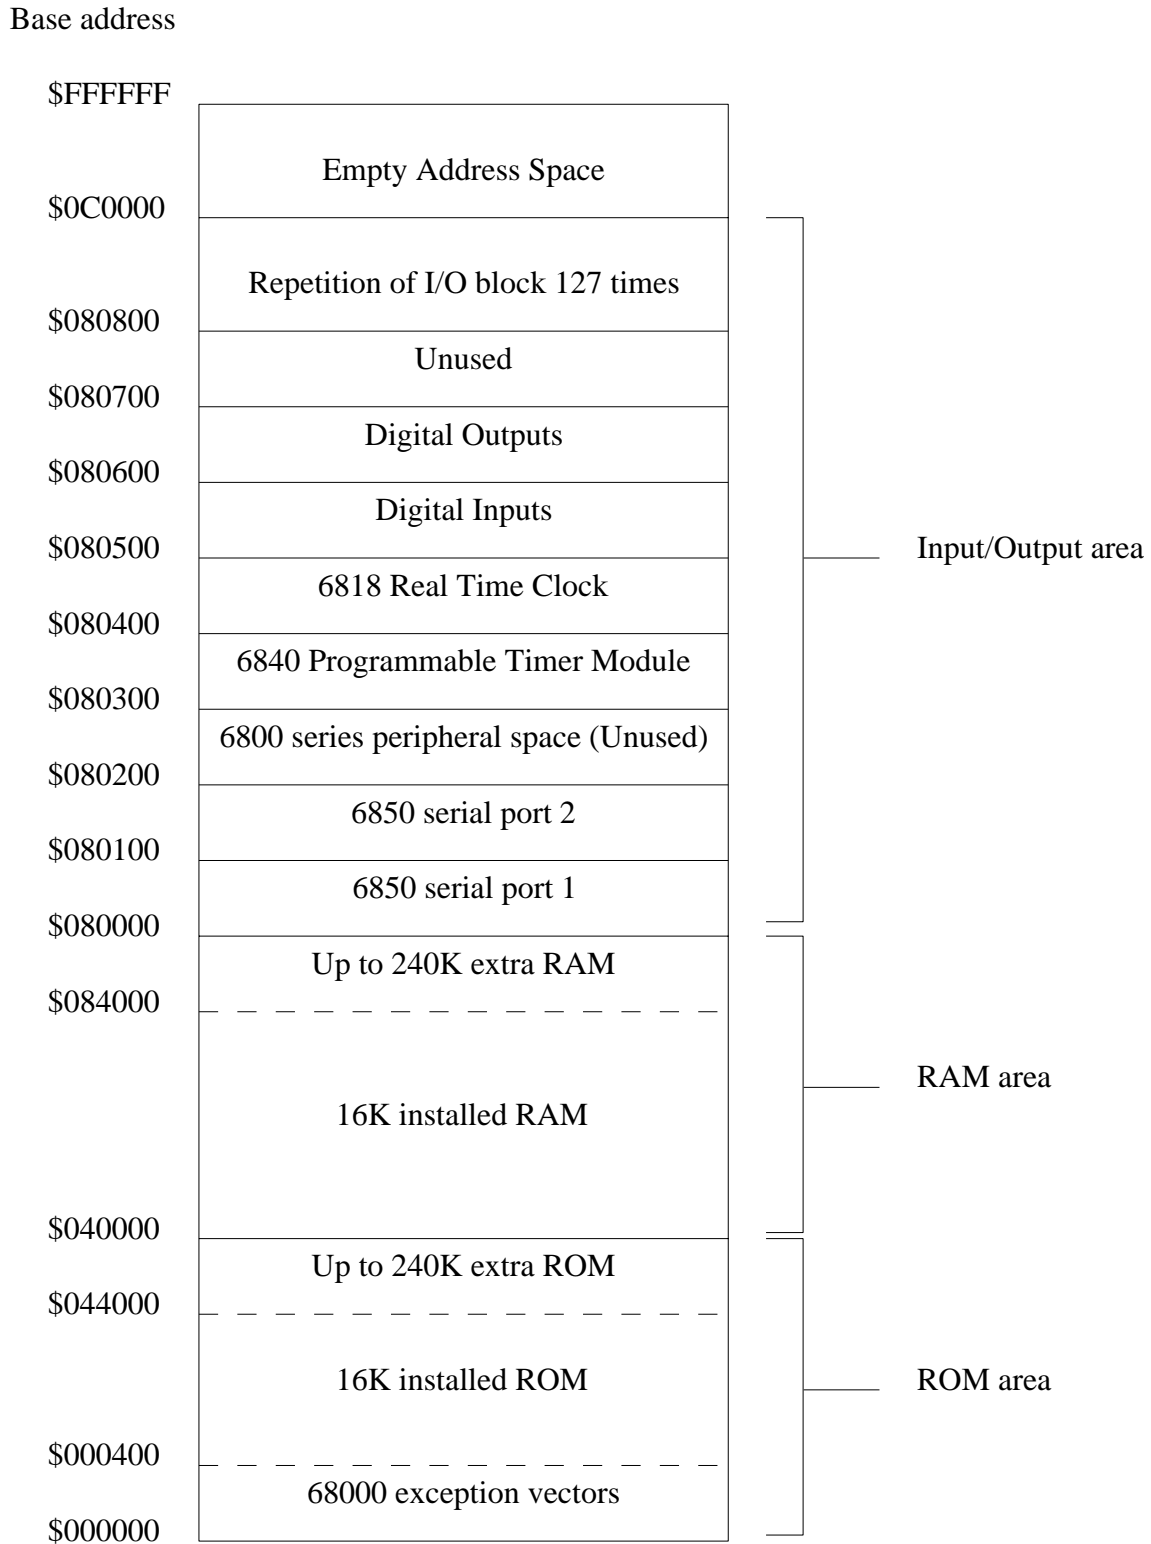 Base address
$FFFFFF
Empty Address Space
$0C0000
Repetition of I/O block 127 times
$080800
Unused
$080700
Digital Outputs
$080600
Digital Inputs
$080500
Input/Output area
6818 Real Time Clock
$080400
6840 Programmable Timer Module
$080300
6800 series peripheral space (Unused)
$080200
6850 serial port 2
$080100
6850 serial port 1
$080000
Up to 240K extra RAM
$084000
RAM area
16K installed RAM
$040000
Up to 240K extra ROM
$044000
16K installed ROM
ROM area
$000400
68000 exception vectors
$000000